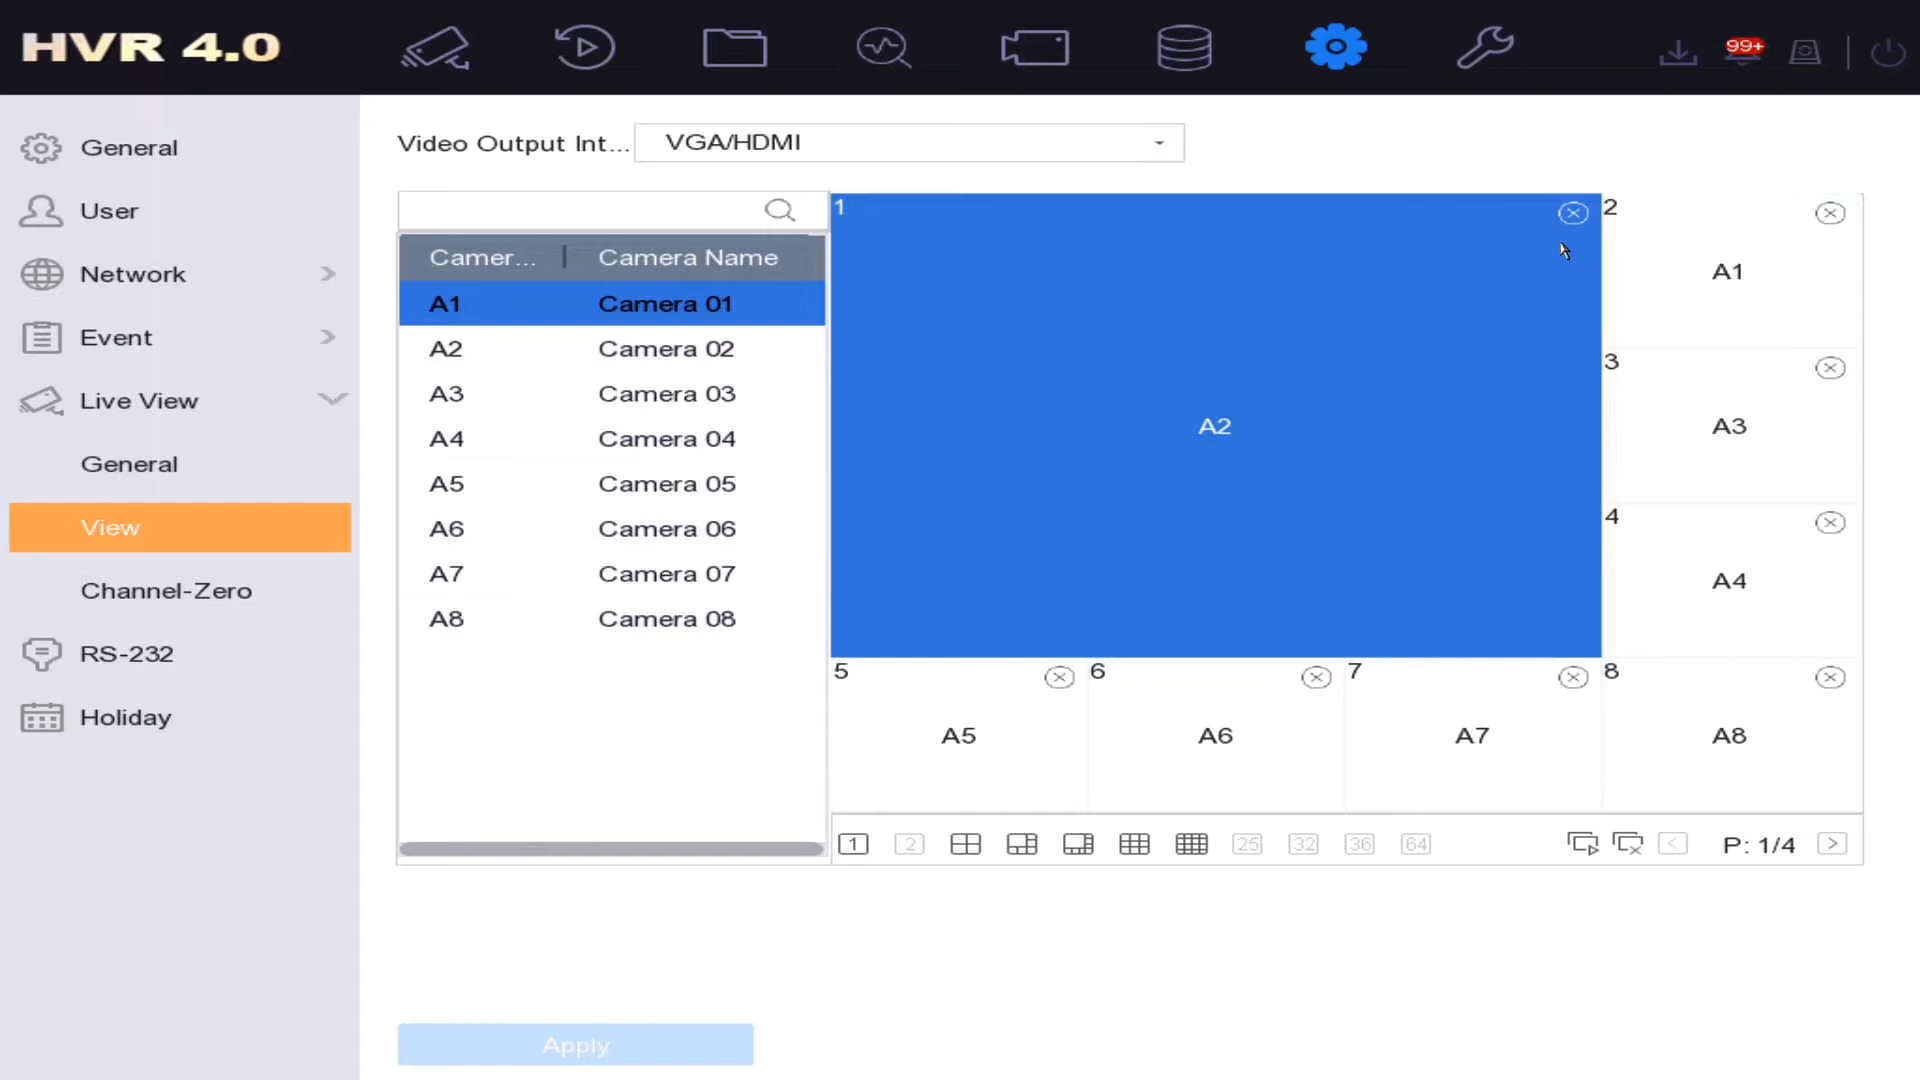 HVR 4.0
99+
General
User
Network
Event
Live View
General
View
Channel-Zero
RS-232
Holiday
Video Output Int... VGA/HDMI
Camer... Camera Name
A1 Camera 01
A2 Camera 02
A3 Camera 03
A4 Camera 04
A5 Camera 05
A6 Camera 06
A7 Camera 07
A8 Camera 08
1
A2
2
A1
3
A3
4
A4
5
A5
6
A6
7
A7
8
A8
1 2 25 32 36 64 P: 1/4
Apply